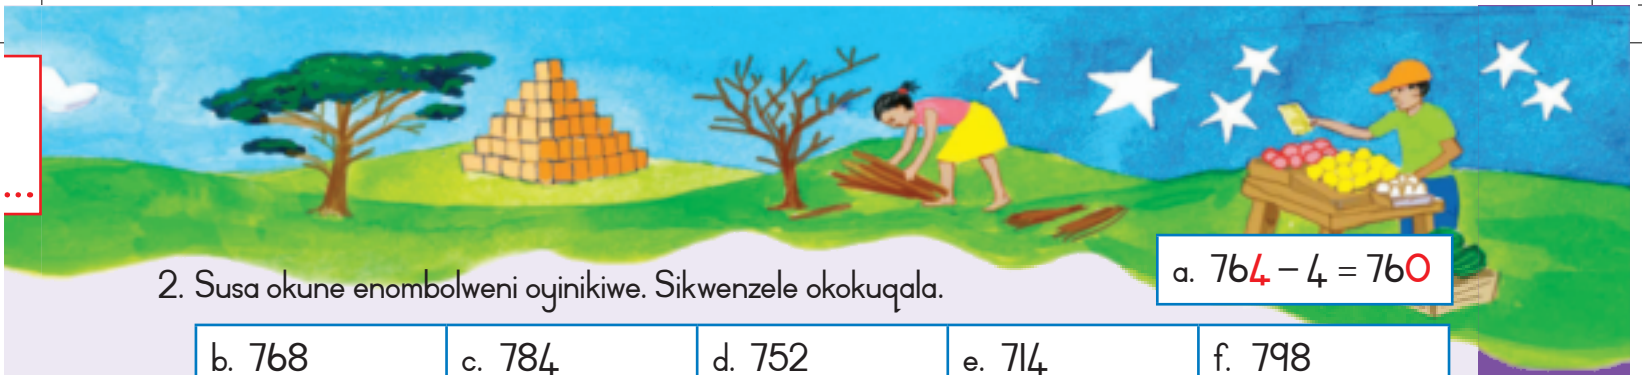 ...
2. Susa okune enombolweni oyinikiwe. Sikwenzele okokuqala.
a. 764 – 4 = 760
b. 768 c. 784 d. 752 e. 714 f. 798